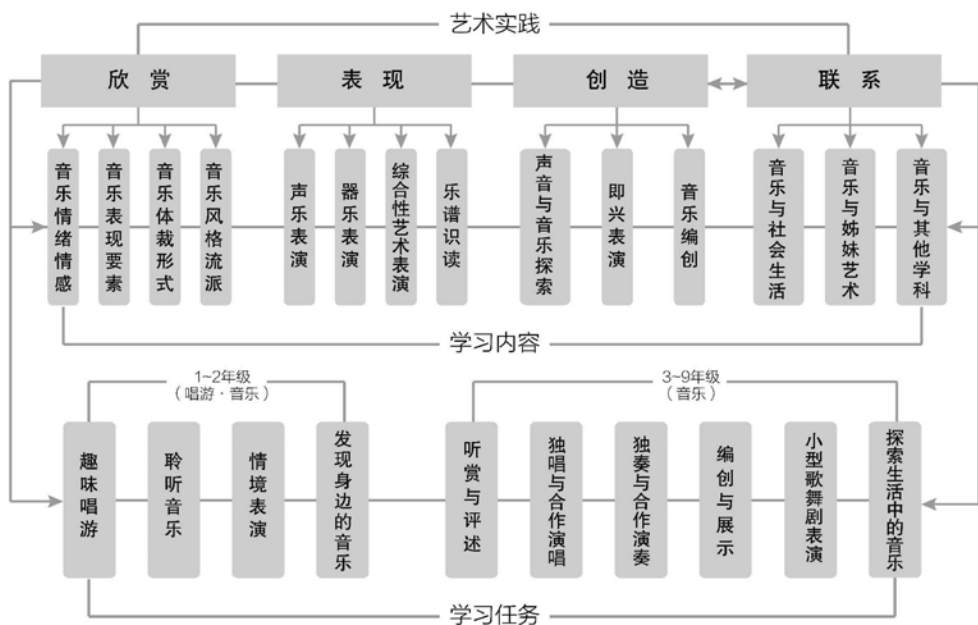 艺术实践
欣 赏
表 现
创 造
联 系
音乐情绪情感
音乐表现要素
音乐体裁形式
音乐风格流派
声乐表演
器乐表演
综合性艺术表演
乐谱识读
声音与音乐探索
即兴表演
音乐编创
音乐与社会生活
音乐与姊妹艺术
音乐与其他学科
学习内容
1~2年级
（唱游·音乐）
3~9年级
（音乐）
趣味唱游
聆听音乐
情境表演
发现身边的音乐
听赏与评述
独唱与合作演唱
独奏与合作演奏
编创与展示
小型歌舞剧表演
探索生活中的音乐
学习任务